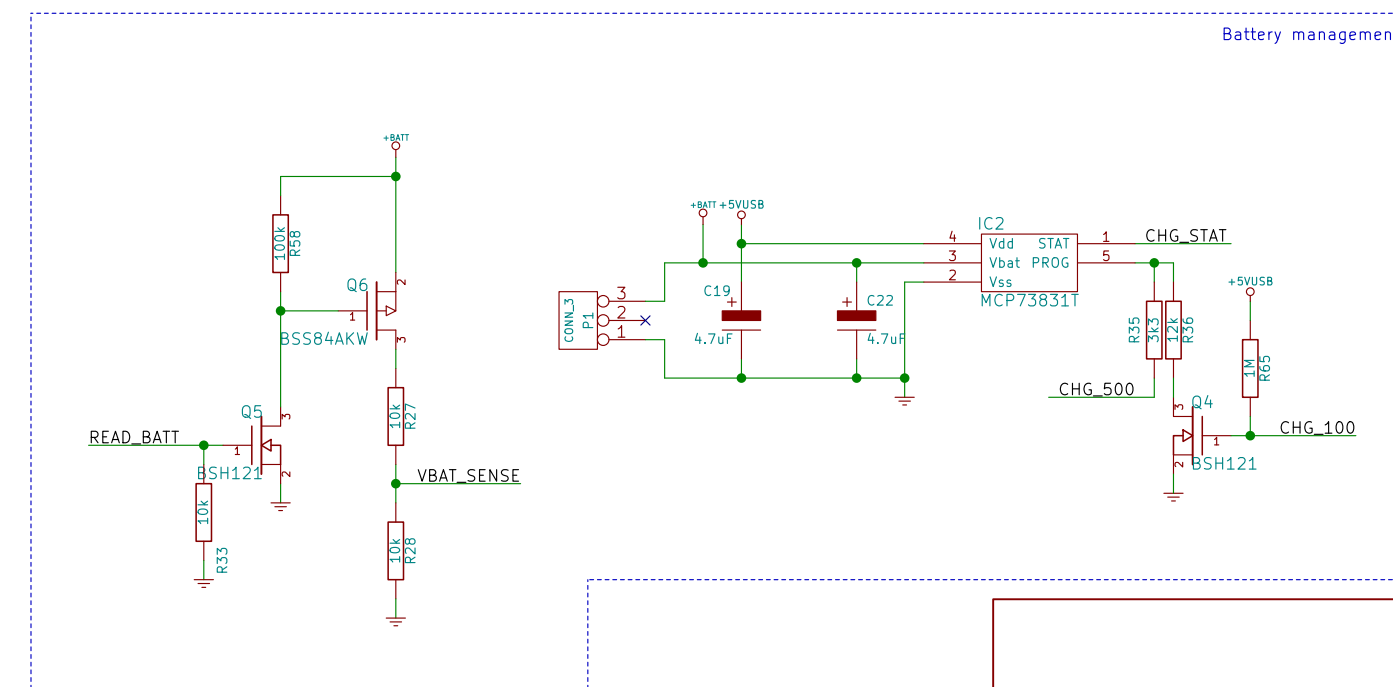 Battery managemen
+BATT
100k
R58
Q6
2
1
BSS84AKW
3
10k
R27
Q5
3
READ_BATT
1
BSH121
2
VBAT_SENSE
10k
R33
10k
R28
+BATT
+5VUSB
CONN_3
P1
3
2
1
C19
+
4.7uF
C22
+
4.7uF
IC2
4
Vdd
STAT
1
CHG_STAT
3
Vbat
PROG
5
2
Vss
MCP73831T
R35
3k3
12k
R36
+5VUSB
1M
R65
CHG_500
3
Q4
1
CHG_100
2
BSH121